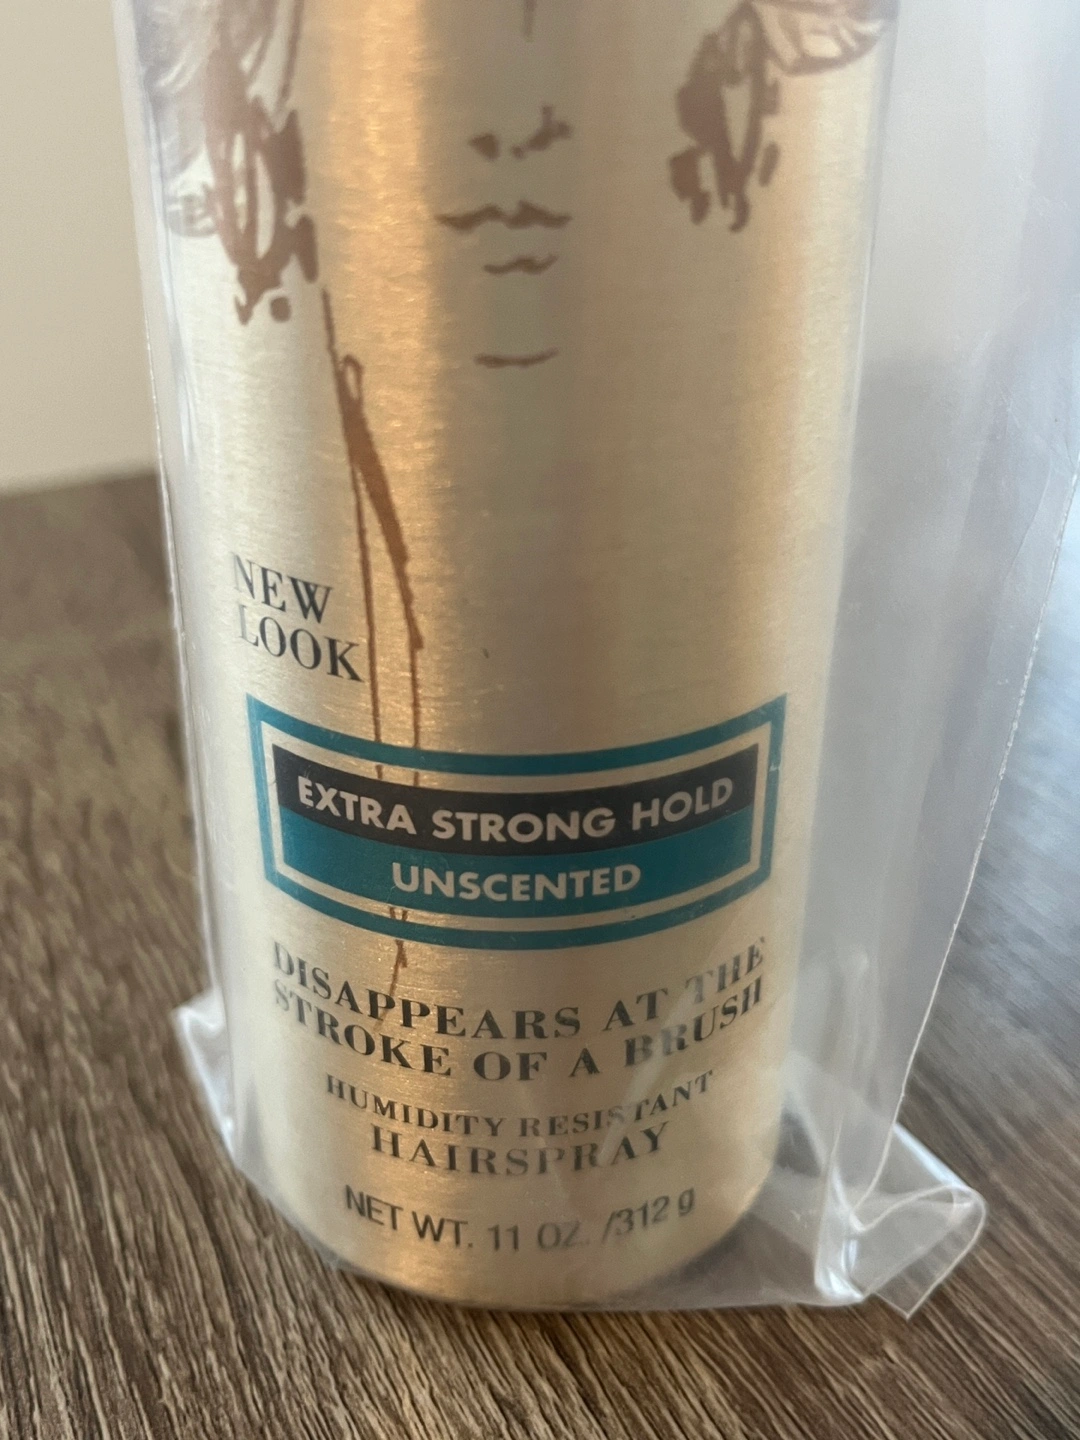 NEW
LOOK
EXTRA STRONG HOLD
UNSCENTED
DISAPPEARS AT THE
STROKE OF A BRUSH
HUMIDITY RESISTANT
HAIRSPRAY
NET WT. 11 OZ. /312 g